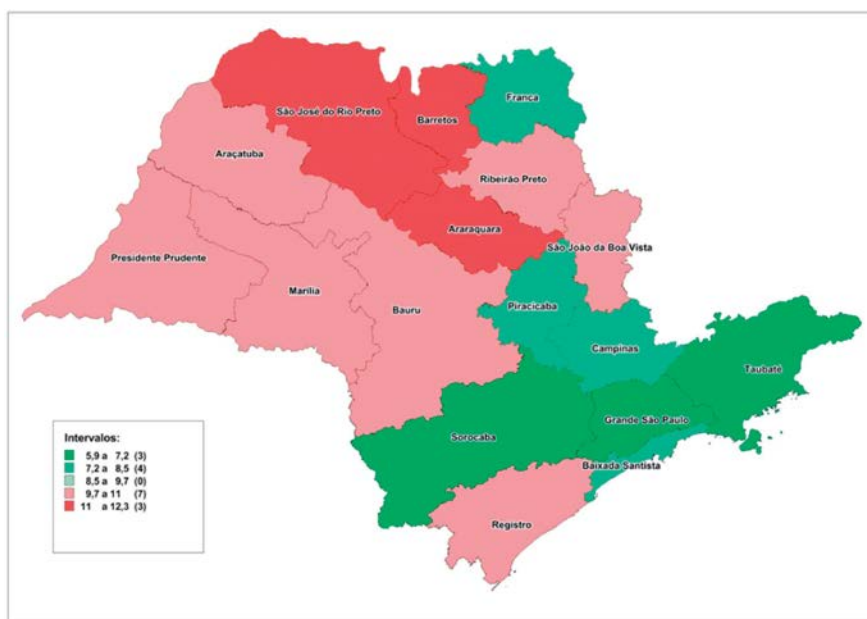 Franca
São José do Rio Preto
Barretos
Araçatuba
Ribeirão Preto
Araraquara
São João da Boa Vista
Presidente Prudente
Marília
Bauru
Piracicaba
Campinas
Taubaté
Grande São Paulo
Sorocaba
Baixada Santista
Registro
Intervalos:
5,9 a 7,2 (3)
7,2 a 8,5 (4)
8,5 a 9,7 (0)
9,7 a 11 (7)
11 a 12,3 (3)